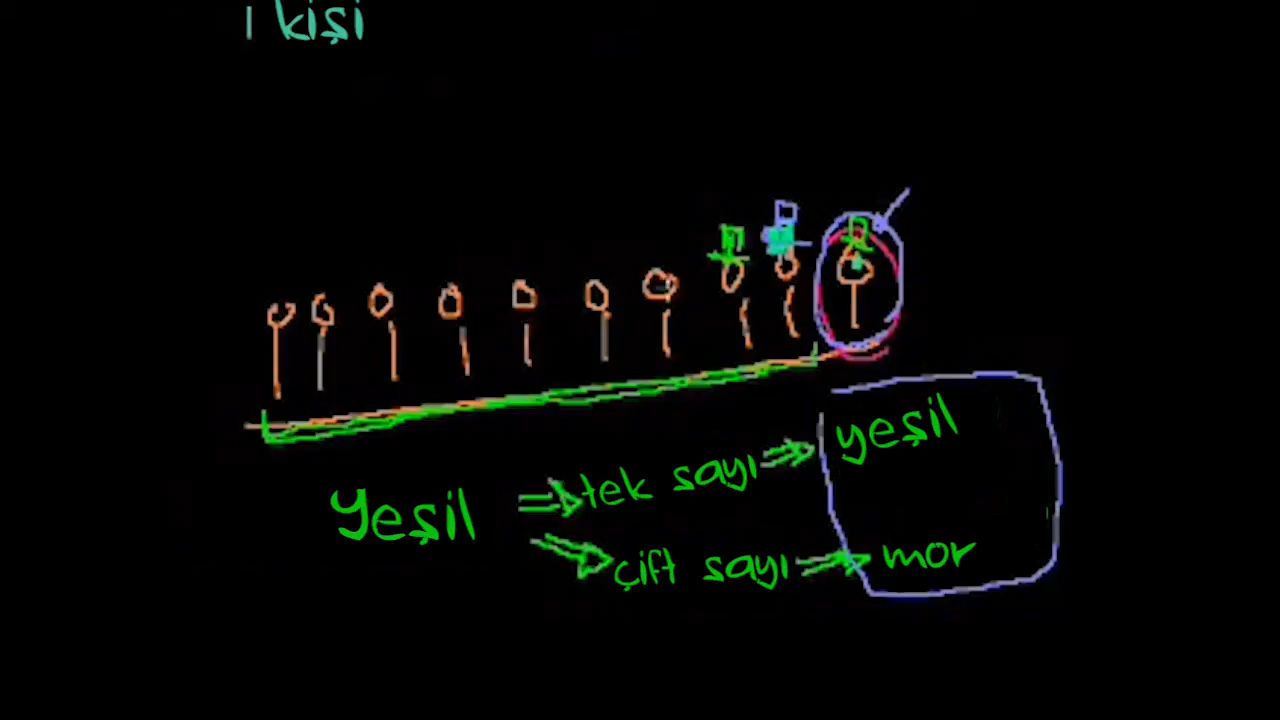 1 kişi
yeşil
Yeşil ⇒ tek sayı ⇒
⇒ çift sayı ⇒ mor